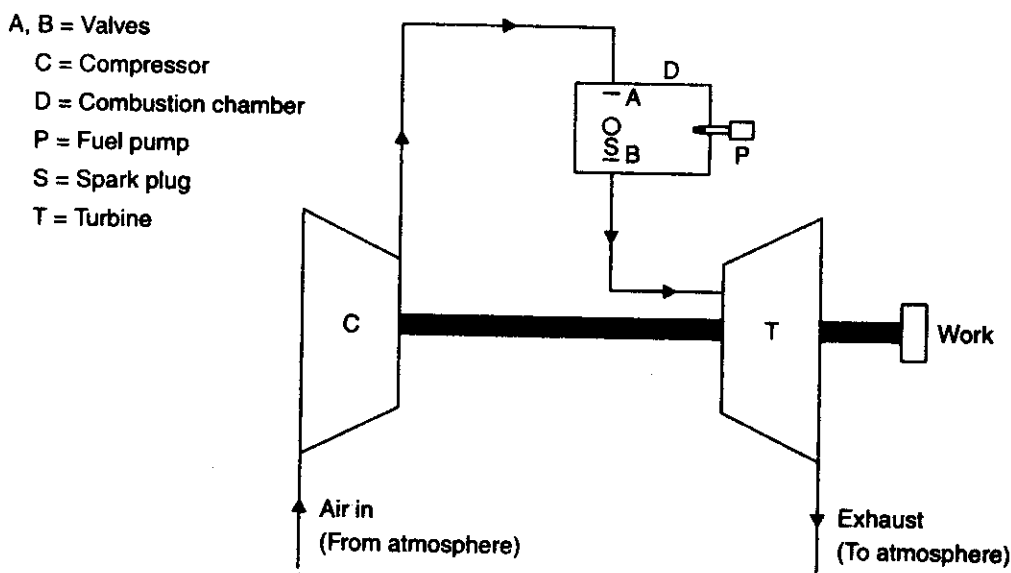 A, B = Valves
C = Compressor
D = Combustion chamber
P = Fuel pump
S = Spark plug
T = Turbine
D
A
S
B
P
C
T
Work
Air in
(From atmosphere)
Exhaust
(To atmosphere)